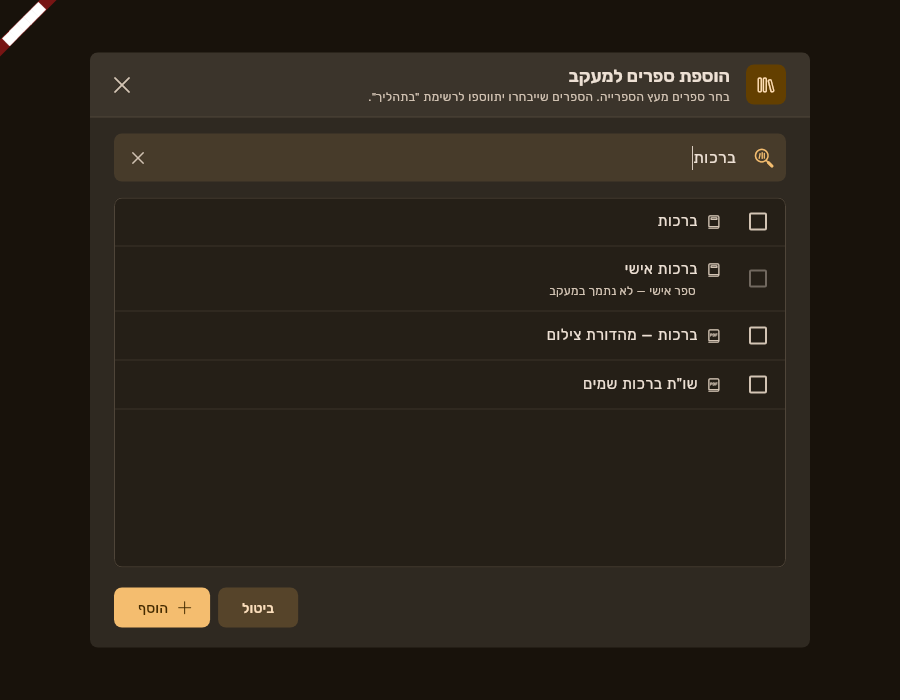 הוספת ספרים למעקב
בחר ספרים מעץ הספרייה. הספרים שייבחרו יתווספו לרשימת "בתהליך".
ברכות
ברכות
ברכות אישי
ספר אישי – לא נתמך במעקב
ברכות – מהדורת צילום
שו"ת ברכות שמים
ביטול
הוסף